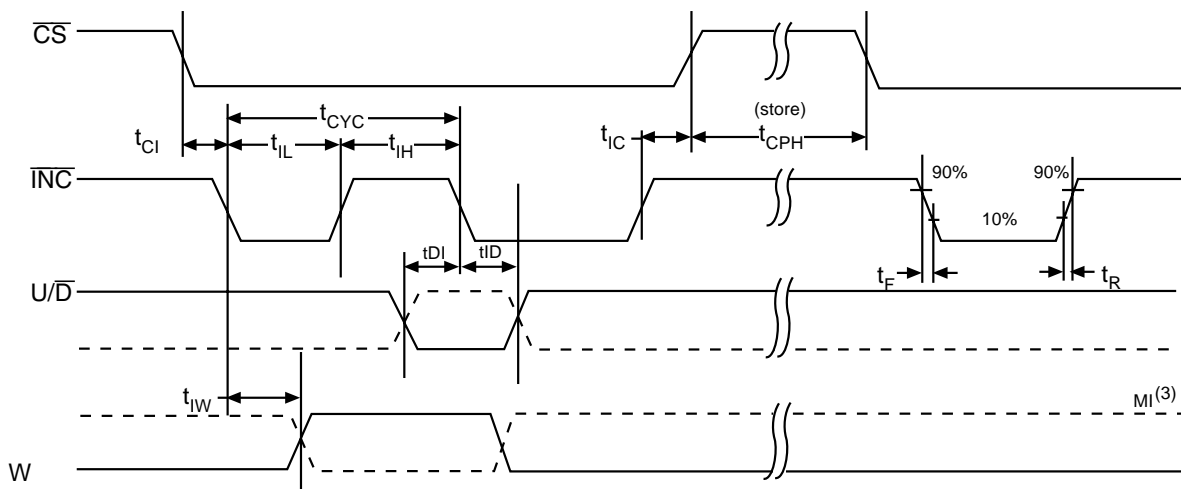 CS
(store)
tCYC
tCI
tIL
tIH
tIC
tCPH
INC
90%
90%
10%
tDI
tID
tF
tR
U/D
tIW
MI(3)
W